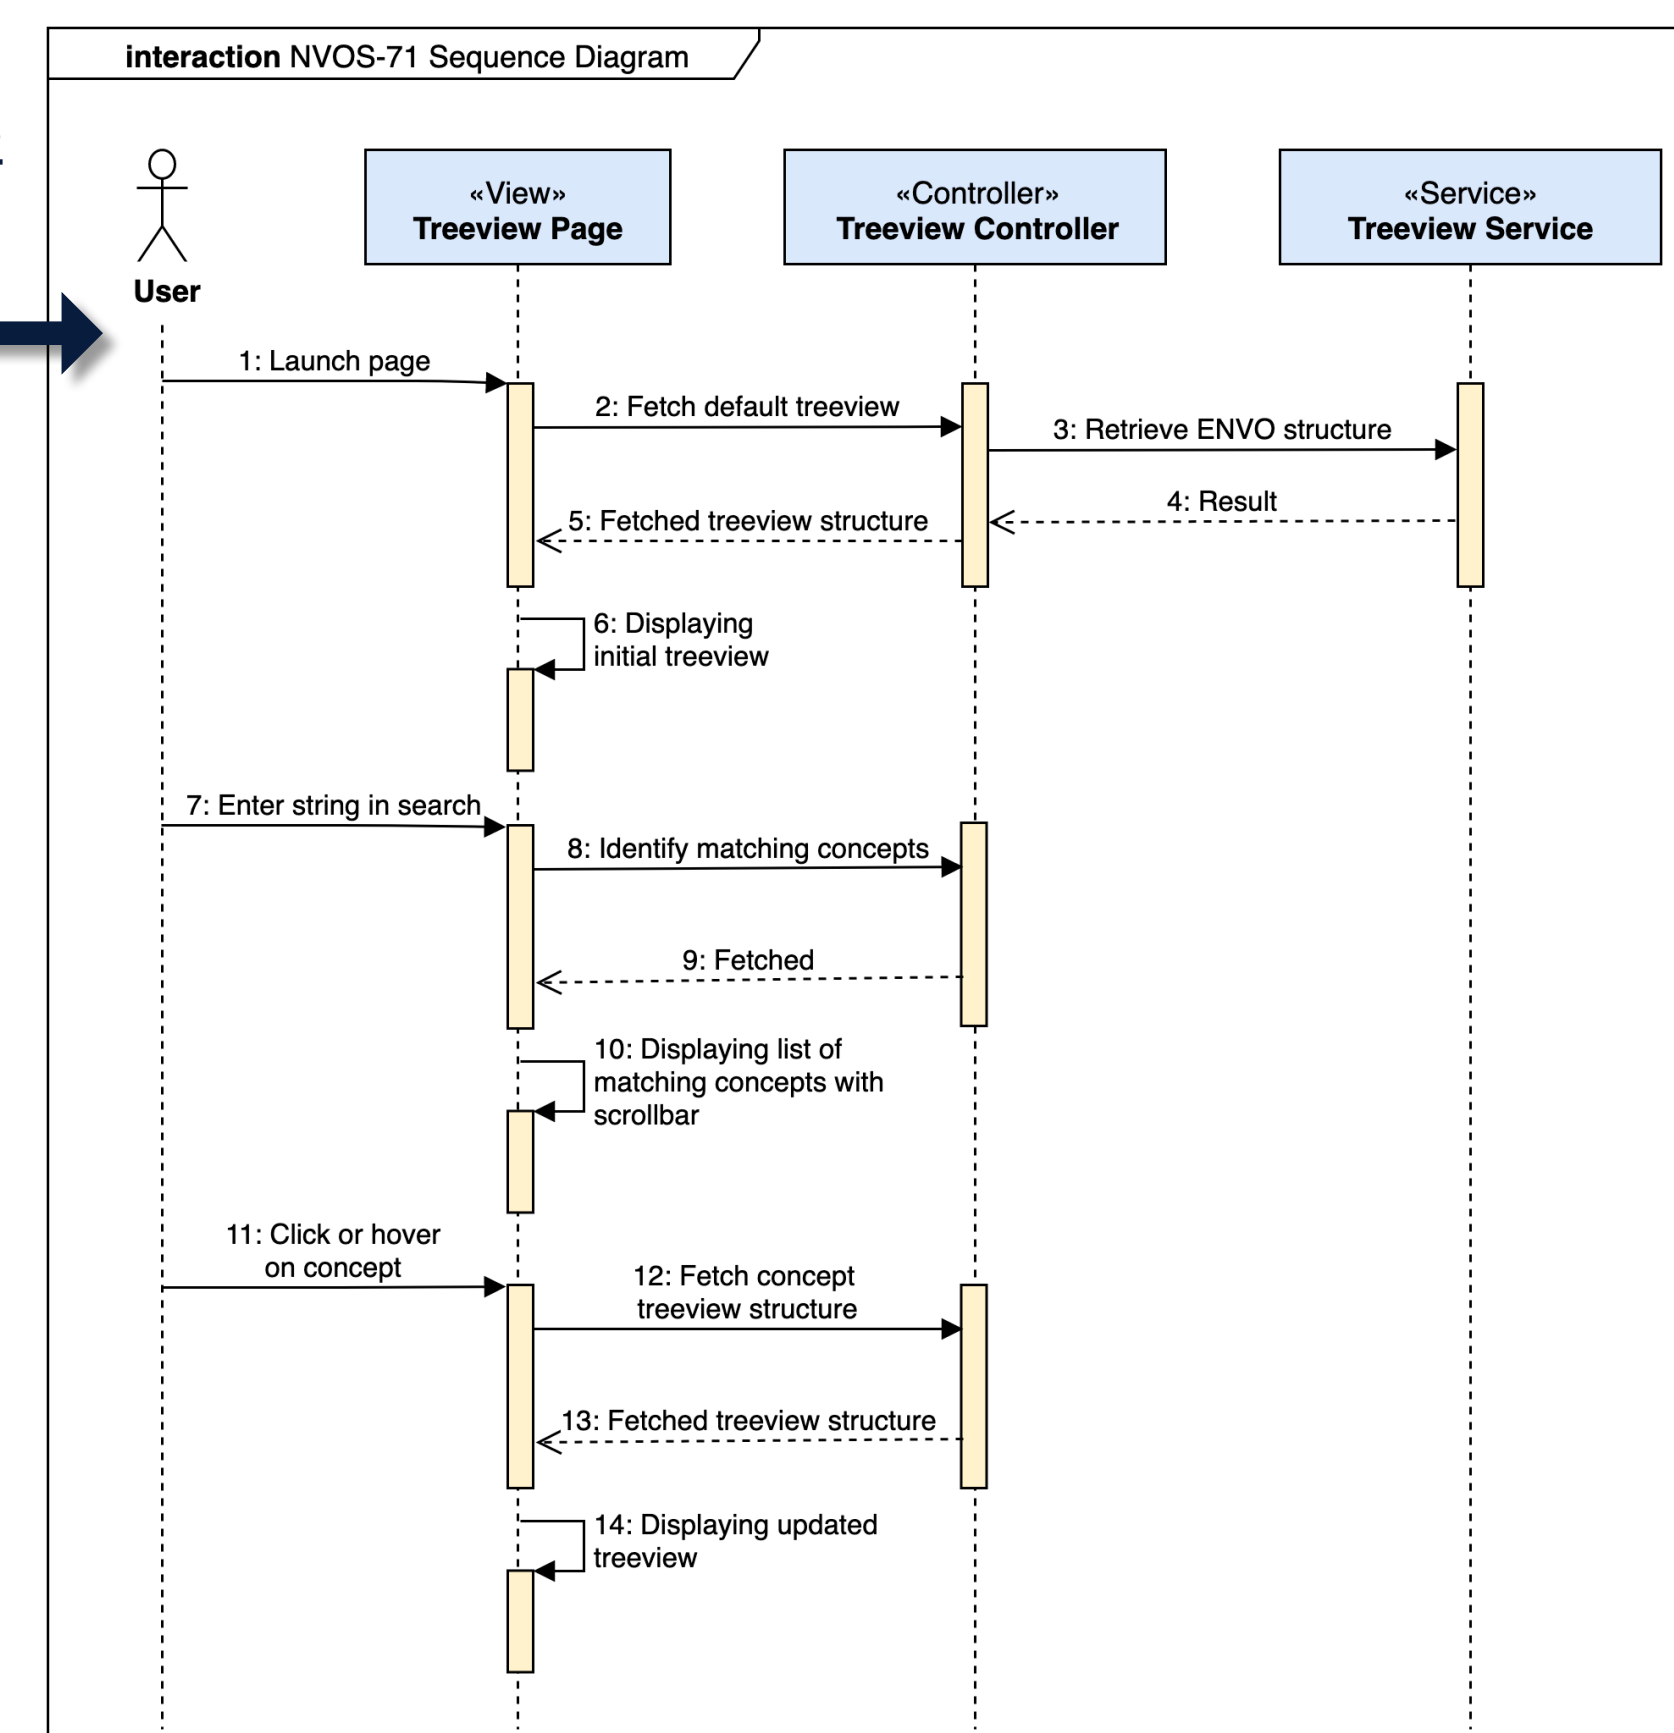 interaction NVOS-71 Sequence Diagram
User
«View»
Treeview Page
«Controller»
Treeview Controller
«Service»
Treeview Service
1: Launch page
2: Fetch default treeview
3: Retrieve ENVO structure
4: Result
5: Fetched treeview structure
6: Displaying
initial treeview
7: Enter string in search
8: Identify matching concepts
9: Fetched
10: Displaying list of
matching concepts with
scrollbar
11: Click or hover
on concept
12: Fetch concept
treeview structure
13: Fetched treeview structure
14: Displaying updated
treeview